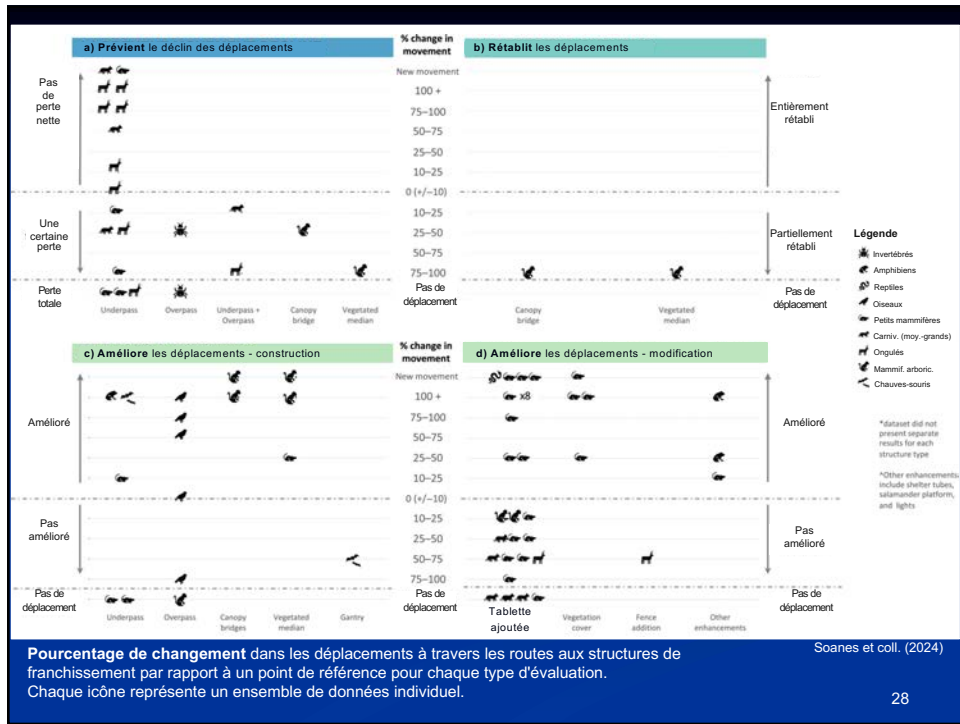 a) Prévient le déclin des déplacements
% change in
movement
b) Rétablit les déplacements
Pas
de
perte
nette
Une
certaine
perte
Perte
totale
New movement
100 +
75–100
50–75
25–50
10–25
0 (+/–10)
10–25
25–50
50–75
75–100
Pas de
déplacement
Entièrement
rétabli
Partiellement
rétabli
Pas de
déplacement
Underpass
Overpass
Underpass +
Overpass
Canopy
bridge
Vegetated
median
Canopy
bridge
Vegetated
median
Légende
Invertébrés
Amphibiens
Reptiles
Oiseaux
Petits mammifères
Carniv. (moy.-grands)
Ongulés
Mammif. arboric.
Chauves-souris
c) Améliore les déplacements - construction
% change in
movement
d) Améliore les déplacements - modification
Amélioré
Pas
amélioré
Pas de
déplacement
New movement
100 +
75–100
50–75
25–50
10–25
0 (+/–10)
10–25
25–50
50–75
75–100
Pas de
déplacement
x8
Amélioré
Pas
amélioré
Pas de
déplacement
Underpass
Overpass
Canopy
bridges
Vegetated
median
Gantry
Tablette
ajoutée
Vegetation
cover
Fence
addition
Other
enhancements
*dataset did not
present separate
results for each
structure type
^Other enhancements
include shelter tubes,
salamander platform,
and lights
Pourcentage de changement dans les déplacements à travers les routes aux structures de
franchissement par rapport à un point de référence pour chaque type d'évaluation.
Chaque icône représente un ensemble de données individuel.
Soanes et coll. (2024)
28